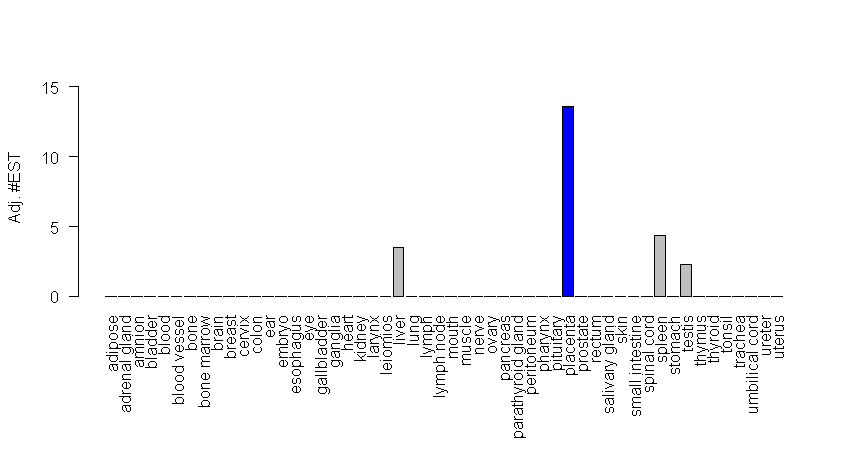 15
10
5
0
Adj. #EST
adipose
adrenal gland
amnion
bladder
blood
blood vessel
bone
bone marrow
brain
breast
cervix
colon
ear
embryo
esophagus
eye
gallbladder
ganglia
heart
kidney
larynx
leiomios
liver
lung
lymph
lymph node
mouth
muscle
nerve
ovary
pancreas
parathyroid gland
peritoneum
pharynx
pituitary
placenta
prostate
rectum
salivary gland
skin
small intestine
spinal cord
spleen
stomach
testis
thymus
thyroid
tonsil
trachea
umbilical cord
ureter
uterus